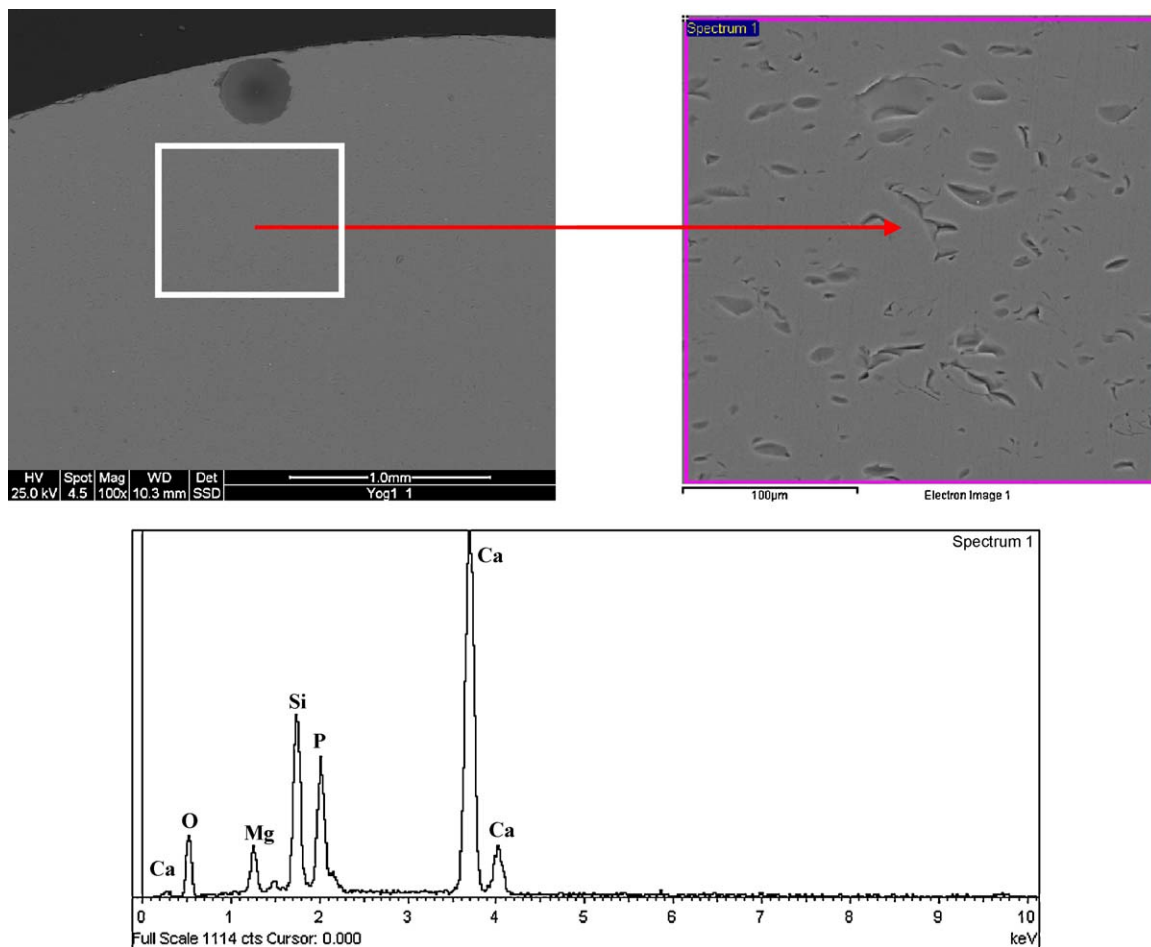 Spectrum 1
HV Spot Mag WD Det
25.0 kV 4.5 100x 10.3 mm SSD
1.0mm
Yog1 1
100µm
Electron Image 1
Spectrum 1
Ca
Si
P
O
Mg
Ca
Ca
0 1 2 3 4 5 6 7 8 9 10
Full Scale 1114 cts Cursor: 0.000
keV